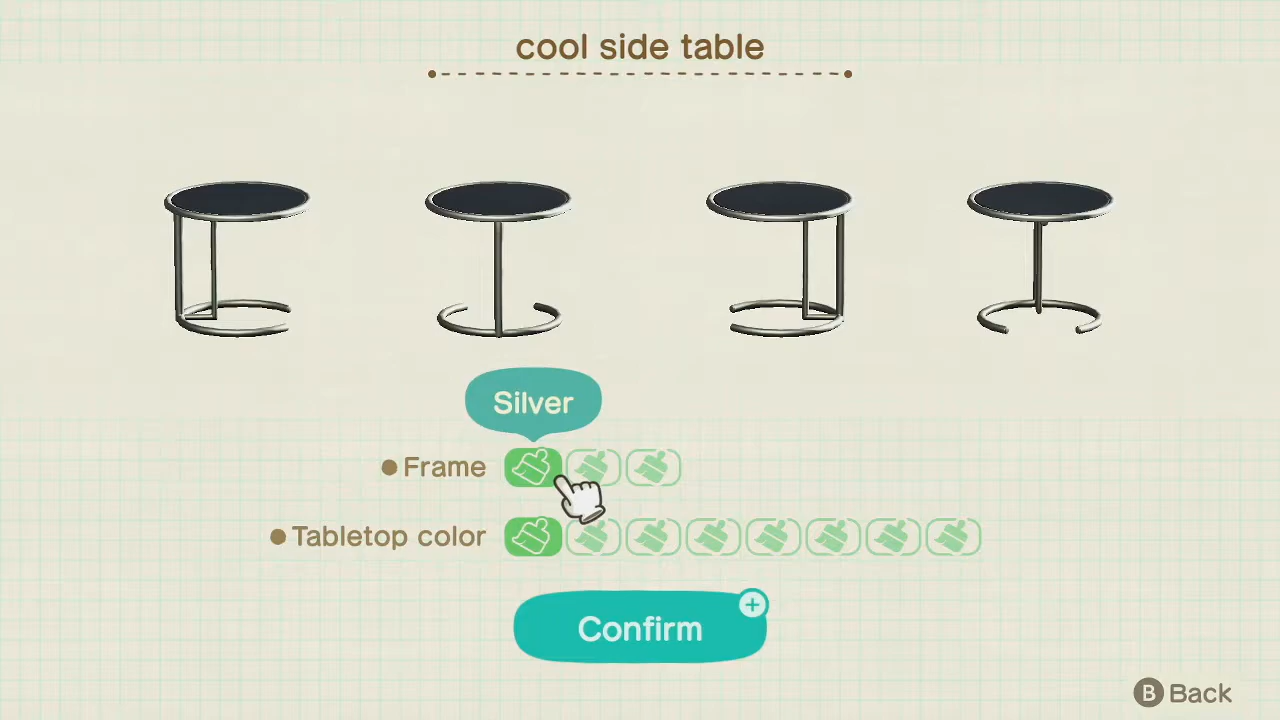 cool side table
Silver
Frame
Tabletop color
Confirm
B Back